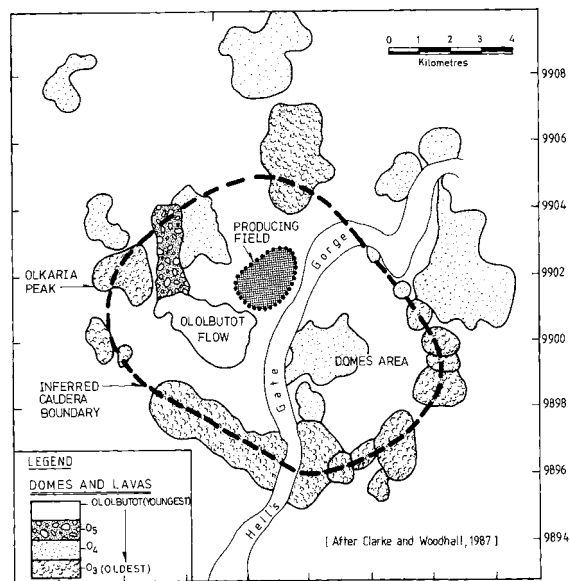 0 1 2 3 4
Kilometres
9908
9906
9904
9902
9900
9898
9896
9894
PRODUCING
FIELD
Gorge
OLKARIA
PEAK
OLOLBUTOT
FLOW
DOMES AREA
Gate
INFERRED
CALDERA
BOUNDARY
Hell's
LEGEND
DOMES AND LAVAS
OLOLBUTOT(YOUNGEST)
O5
O4
O3 (OLDEST)
[ After Clarke and Woodhall, 1987 ]